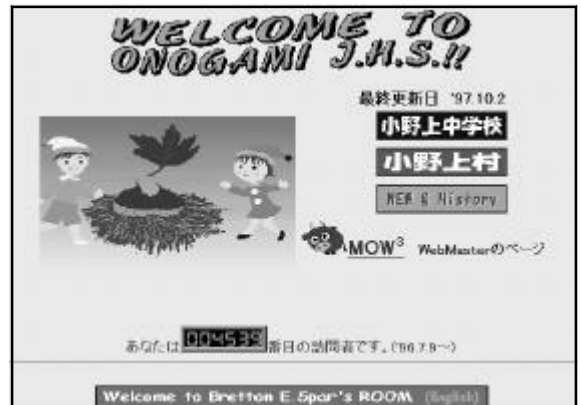 WELCOME TO
ONOGAMI J.H.S.!!
最終更新日 '97.10.2
小野上中学校
小野上村
NEW & History
MOW³ WebMasterのページ
あなたは 004539 番目の訪問者です。('96.7.9～)
Welcome to Bretton E.Spar's ROOM (English)